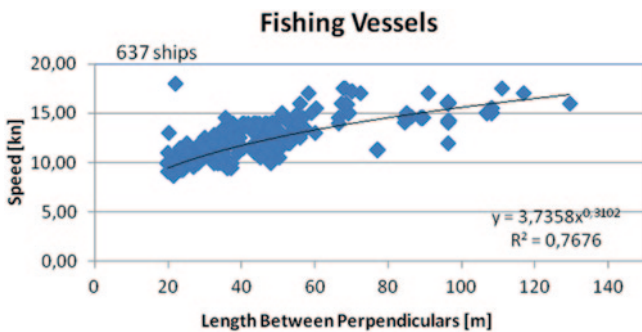 Fishing Vessels
637 ships
20,00
15,00
10,00
5,00
0,00
Speed [kn]
y = 3,7358x^0,3102
R² = 0,7676
0 20 40 60 80 100 120 140
Length Between Perpendiculars [m]